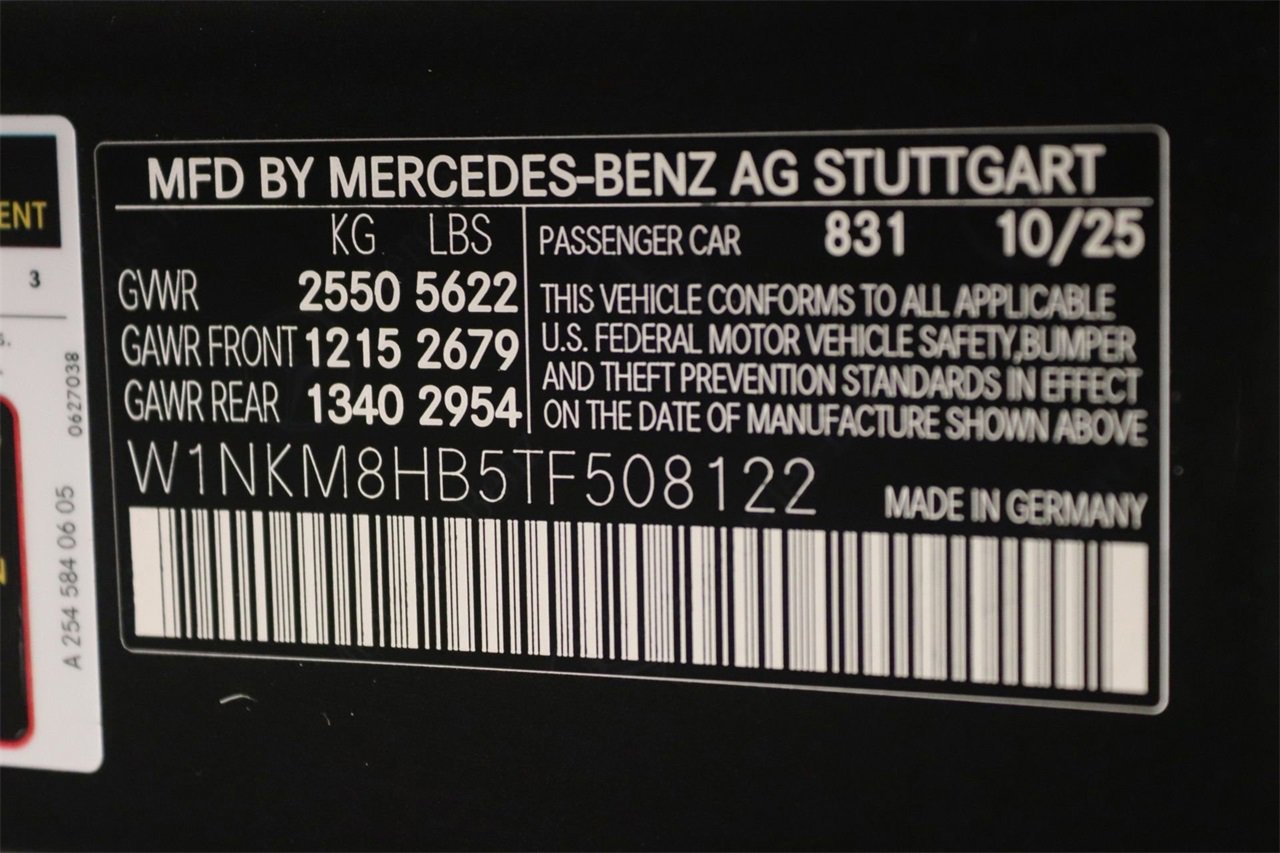 MFD BY MERCEDES-BENZ AG STUTTGART
KG LBS
GVWR 2550 5622
GAWR FRONT 1215 2679
GAWR REAR 1340 2954
PASSENGER CAR 831 10/25
THIS VEHICLE CONFORMS TO ALL APPLICABLE
U.S. FEDERAL MOTOR VEHICLE SAFETY,BUMPER
AND THEFT PREVENTION STANDARDS IN EFFECT
ON THE DATE OF MANUFACTURE SHOWN ABOVE
W1NKM8HB5TF508122
MADE IN GERMANY
ENT
3
0627038
A 254 584 06 05